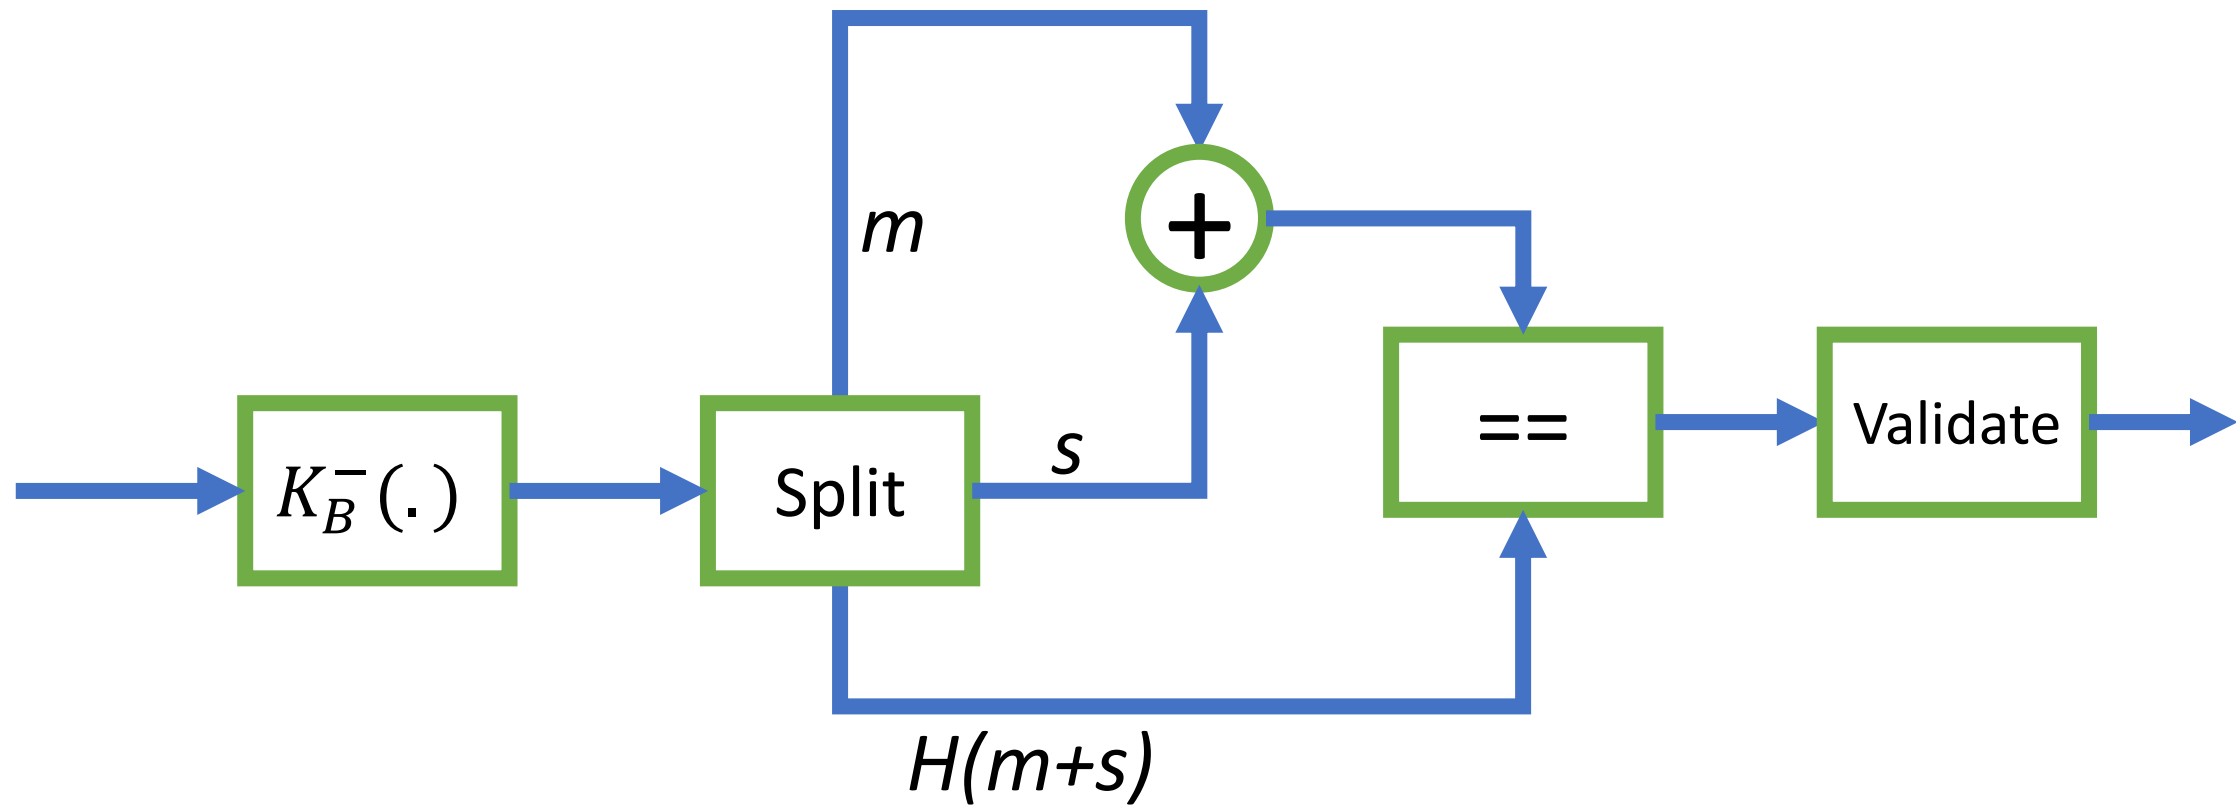 m
+
s
K_B^-(.)
Split
==
Validate
H(m+s)